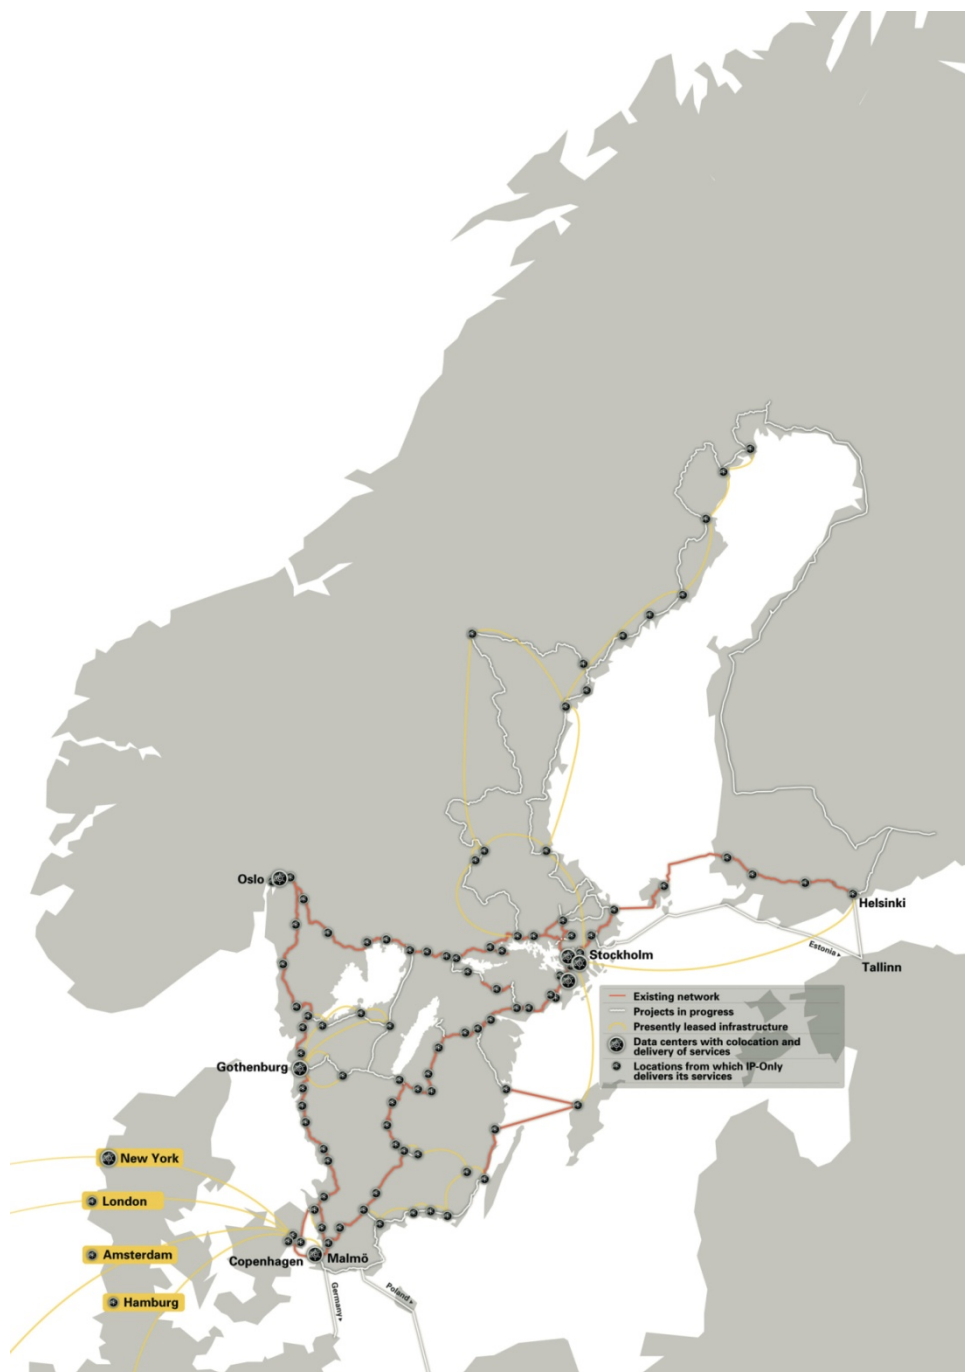 Oslo
Helsinki
Stockholm
Estonia
Tallinn
Existing network
Projects in progress
Presently leased infrastructure
Data centers with colocation and
delivery of services
Locations from which IP-Only
delivers its services
Gothenburg
New York
London
Amsterdam
Hamburg
Copenhagen
Malmö
Germany
Poland